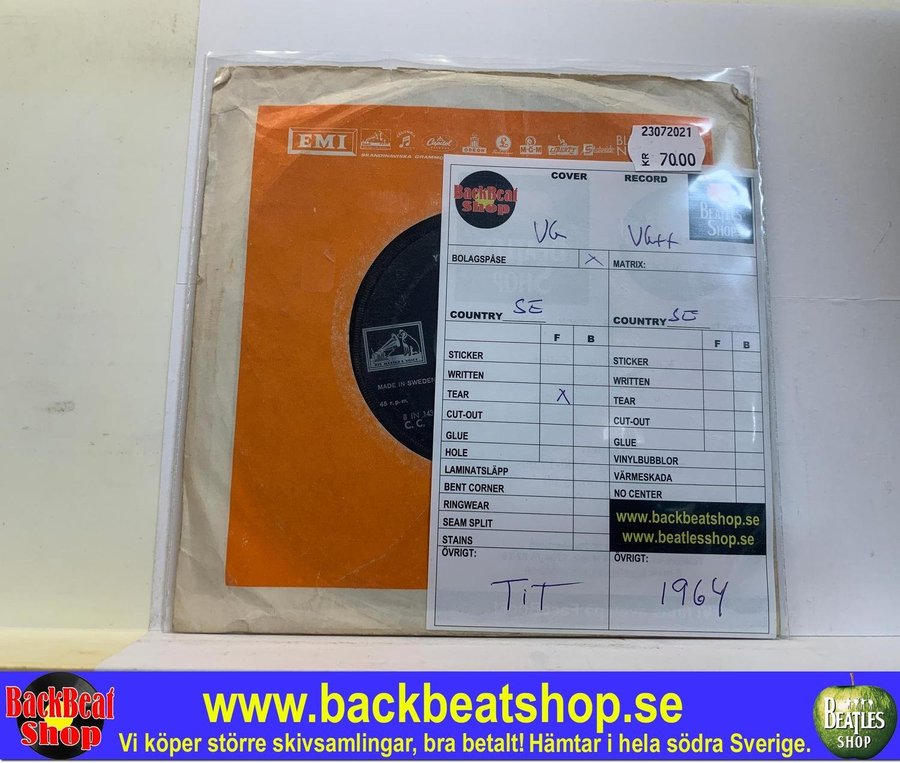 23072021
KR 70.00
EMI
Capitol
ODEON
M-G-M
SKANDINAVISKA GRAMMO
COVER
RECORD
BackBeat
Shop
BEATLES
SHOP
VG
VG++
BOLAGSPÅSE X
MATRIX:
COUNTRY SE
COUNTRY SE
F B
F B
STICKER
STICKER
WRITTEN
WRITTEN
TEAR X
TEAR
CUT-OUT
CUT-OUT
GLUE
GLUE
HOLE
VINYLBUBBLOR
LAMINATSLÄPP
VÄRMESKADA
BENT CORNER
NO CENTER
RINGWEAR
SEAM SPLIT
STAINS
www.backbeatshop.se
www.beatlesshop.se
ÖVRIGT:
ÖVRIGT:
TiT
1964
HIS MASTER'S VOICE
MADE IN SWEDEN
45 r.p.m.
C. C.
BackBeat
Shop
www.backbeatshop.se
Vi köper större skivsamlingar, bra betalt! Hämtar i hela södra Sverige.
BEATLES
SHOP